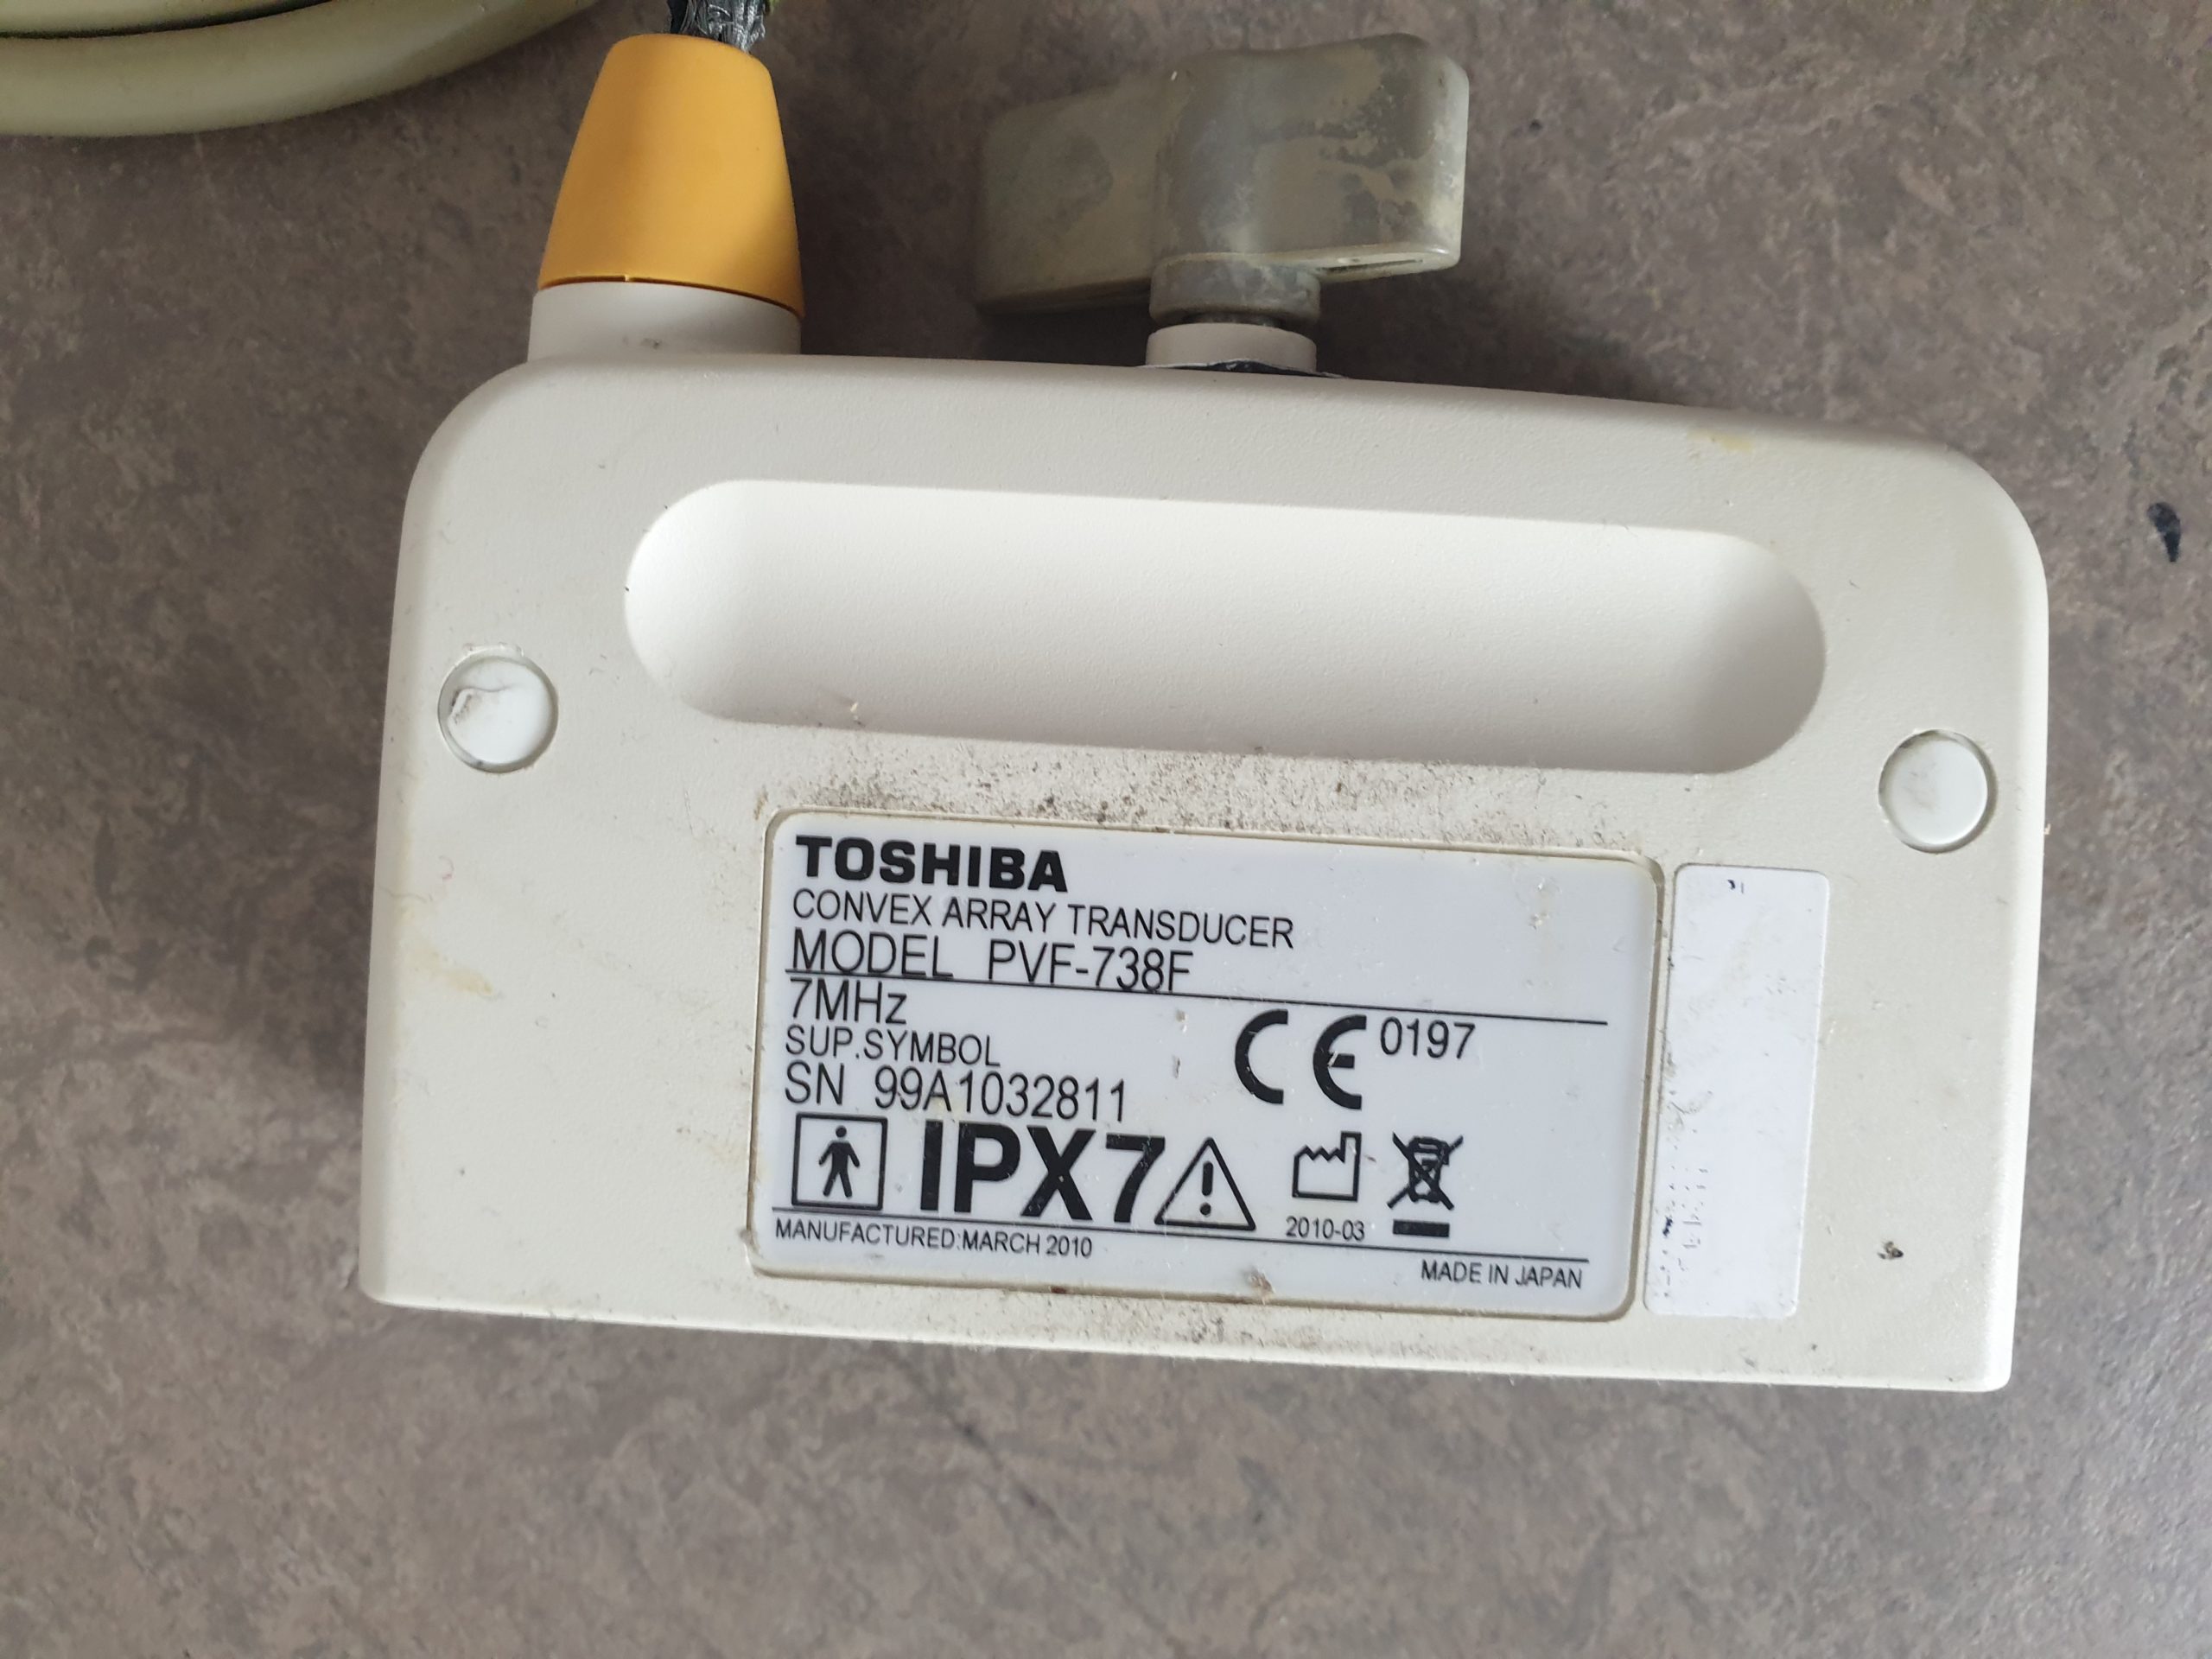 TOSHIBA
CONVEX ARRAY TRANSDUCER
MODEL PVF-738F
7MHz
SUP.SYMBOL
CE 0197
SN 99A1032811
IPX7
2010-03
MANUFACTURED:MARCH 2010
MADE IN JAPAN